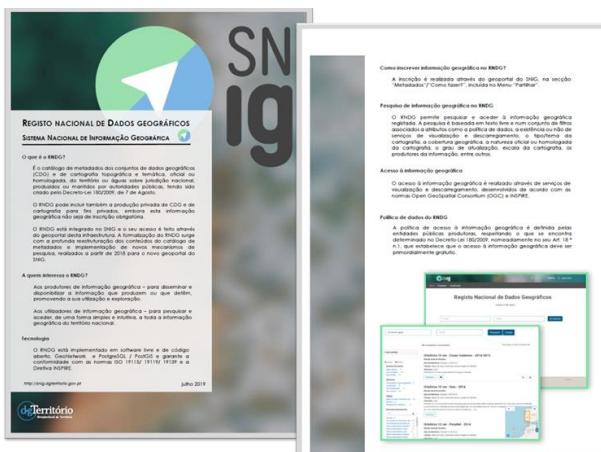 SN
ig
REGISTO NACIONAL DE DADOS GEOGRÁFICOS
SISTEMA NACIONAL DE INFORMAÇÃO GEOGRÁFICA
O que é o RNDG?
É o catálogo de metadados dos conjuntos de dados geográficos
(CDG) e de cartografia topográfica e temática, oficial ou
homologada, do território ou águas sobre jurisdição nacional,
produzidos ou mantidos por autoridades públicas, tendo sido
criado pelo Decreto-Lei 180/2009, de 7 de Agosto.
O RNDG pode incluir também a produção privada de CDG e de
cartografia para fins privados, embora esta informação
geográfica não seja de inscrição obrigatória.
O RNDG está integrado no SNIG e o seu acesso é feito através
do geoportal desta infraestrutura. A formalização do RNDG surge
com a profunda reestruturação dos conteúdos do catálogo de
metadados e implementação de novos mecanismos de
pesquisa, realizados a partir de 2018 para o novo geoportal do
SNIG.
A quem interessa o RNDG?
Aos produtores de informação geográfica – para disseminar e
disponibilizar a informação que produzem ou que detêm,
promovendo a sua utilização e exploração.
Aos utilizadores de informação geográfica – para pesquisar e
aceder, de uma forma simples e intuitiva, a toda a informação
geográfica do território nacional.
Tecnologia
O RNDG está implementado em software livre e de código
aberto, GeoNetwork e PostgreSQL / PostGIS e garante a
conformidade com as normas ISO 19115/ 19119/ 19139 e a
Diretiva INSPIRE.
http://snig.dgterritorio.gov.pt
julho 2019
dgTerritório
Como inscrever informação geográfica no RNDG?
A inscrição é realizada através do geoportal do SNIG, na secção
"Metadados"/"Como fazer?", incluída no Menu "Partilhar".
Pesquisa de informação geográfica no RNDG
O RNDG permite pesquisar e aceder à informação geográfica
registada. A pesquisa é baseada em texto livre e num conjunto de filtros
associados a atributos como a política de dados, a existência ou não de
serviços de visualização e descarregamento, o tipo/tema da
cartografia, a cobertura geográfica, a natureza oficial ou homologada
da cartografia, o grau de atualização, escala da cartografia, os
produtores da informação, entre outros.
Acesso à informação geográfica
O acesso à informação geográfica é realizado através de serviços de
visualização e descarregamento, desenvolvidos de acordo com as
normas Open GeoSpatial Consortium (OGC) e INSPIRE.
Política de dados do RNDG
A política de acesso à informação geográfica é definida pelas
entidades públicas produtoras, respeitando o que se encontra
determinado no Decreto-Lei 180/2009, nomeadamente no seu Art. 18 º
n.1, que estabelece que o acesso à informação geográfica deve ser
primordialmente gratuito.
Registo Nacional de Dados Geográficos